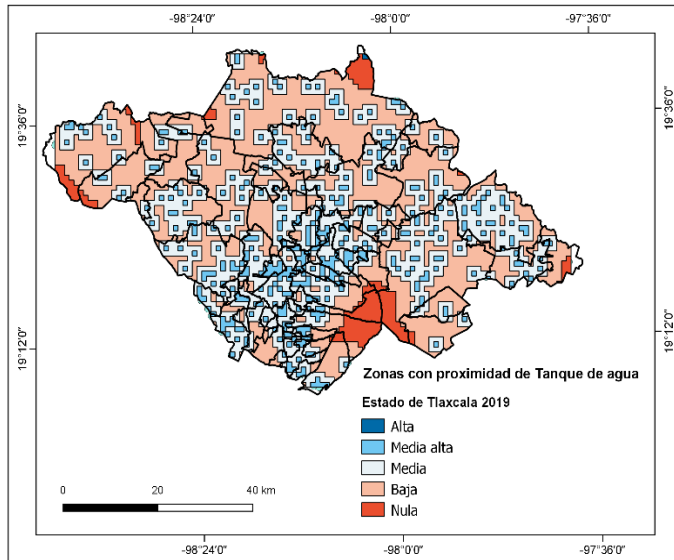 -98°24'0" -98°0'0" -97°36'0"
19°36'0" 19°36'0"
19°12'0" 19°12'0"
Zonas con proximidad de Tanque de agua
Estado de Tlaxcala 2019
Alta
Media alta
Media
Baja
Nula
0 20 40 km
-98°24'0" -98°0'0" -97°36'0"